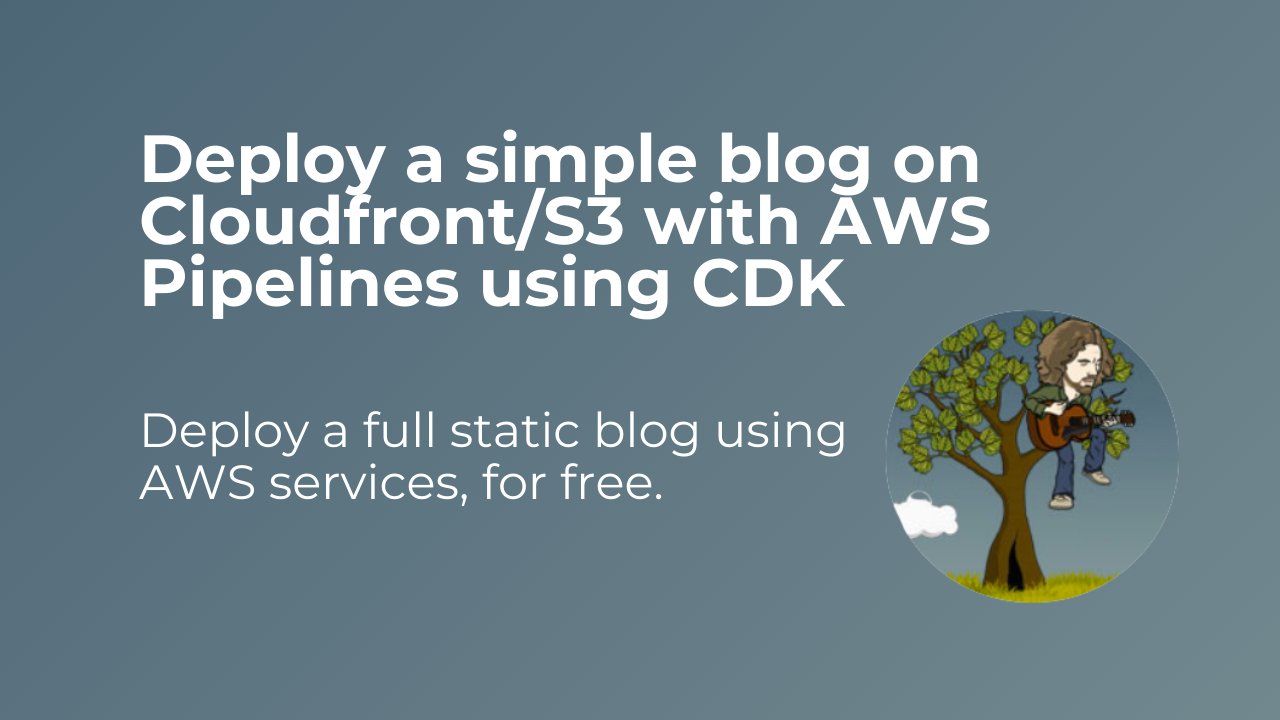 Deploy a simple blog on
Cloudfront/S3 with AWS
Pipelines using CDK
Deploy a full static blog using
AWS services, for free.